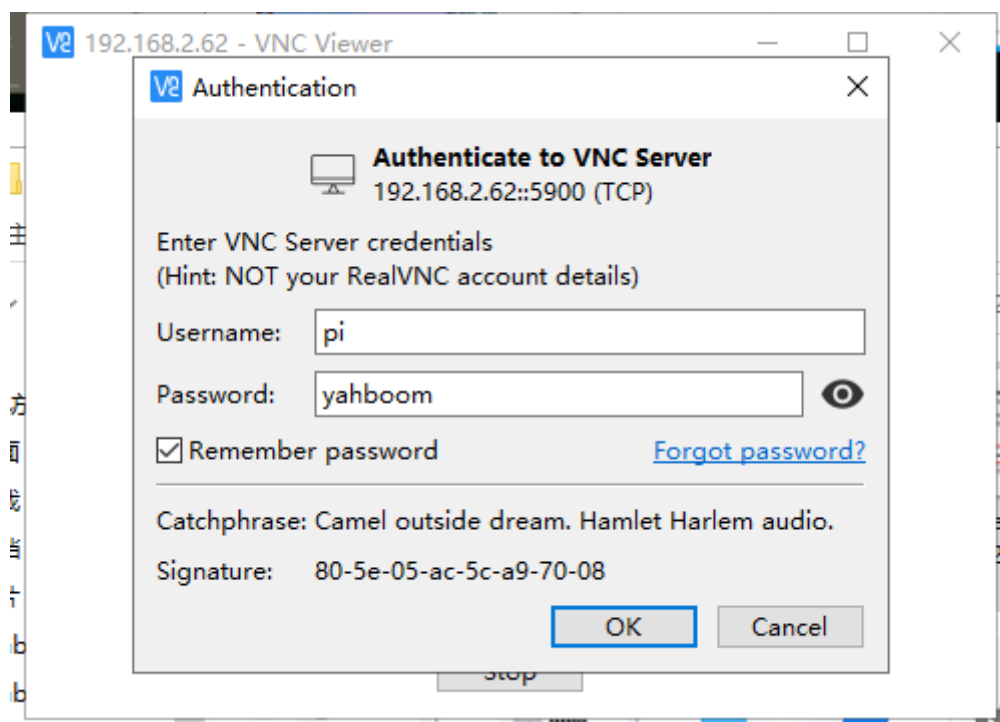 192.168.2.62 - VNC Viewer
Authentication
Authenticate to VNC Server
192.168.2.62::5900 (TCP)
Enter VNC Server credentials
(Hint: NOT your RealVNC account details)
Username: pi
Password: yahboom
Remember password Forgot password?
Catchphrase: Camel outside dream. Hamlet Harlem audio.
Signature: 80-5e-05-ac-5c-a9-70-08
OK Cancel
Stop